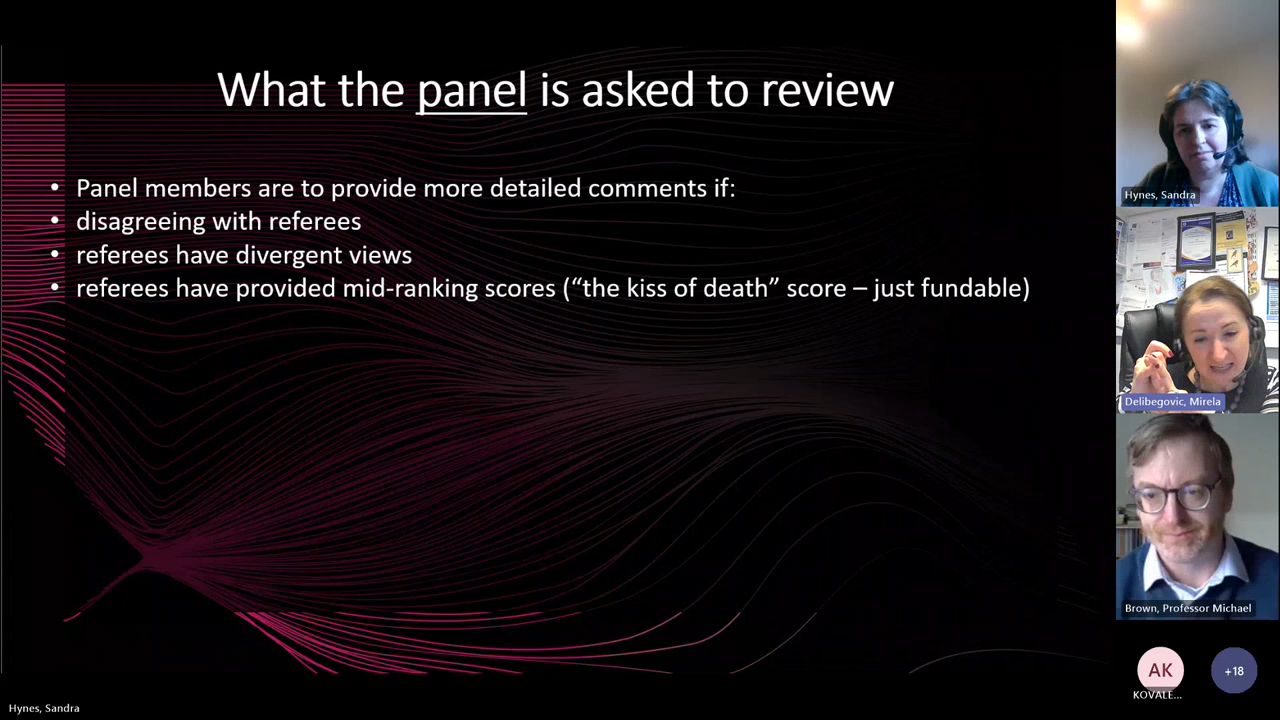 What the panel is asked to review
• Panel members are to provide more detailed comments if:
• disagreeing with referees
• referees have divergent views
• referees have provided mid-ranking scores (“the kiss of death” score – just fundable)
Hynes, Sandra
Delibegovic, Mirela
Brown, Professor Michael
AK
+18
KOVALE...
Hynes, Sandra